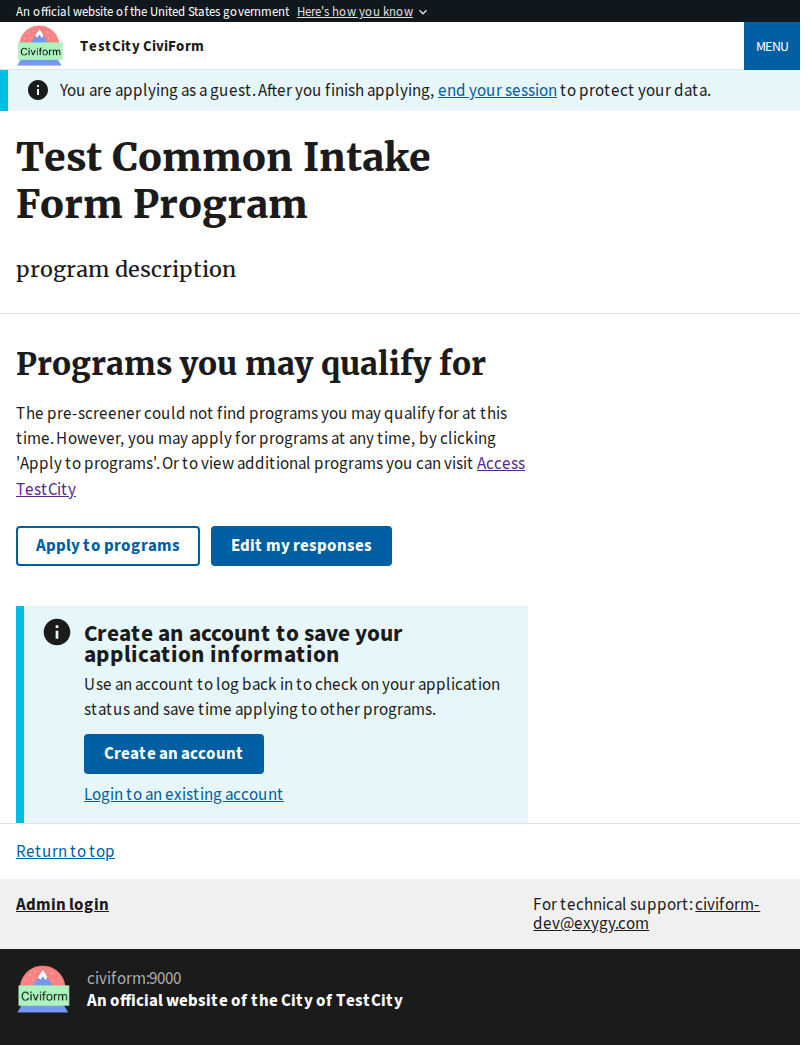 An official website of the United States government Here's how you know
Civiform
TestCity CiviForm
MENU
You are applying as a guest. After you finish applying, end your session to protect your data.
Test Common Intake
Form Program
program description
Programs you may qualify for
The pre-screener could not find programs you may qualify for at this
time. However, you may apply for programs at any time, by clicking
'Apply to programs'. Or to view additional programs you can visit Access
TestCity
Apply to programs
Edit my responses
Create an account to save your
application information
Use an account to log back in to check on your application
status and save time applying to other programs.
Create an account
Login to an existing account
Return to top
Admin login
For technical support: civiform-
dev@exygy.com
Civiform
civiform:9000
An official website of the City of TestCity